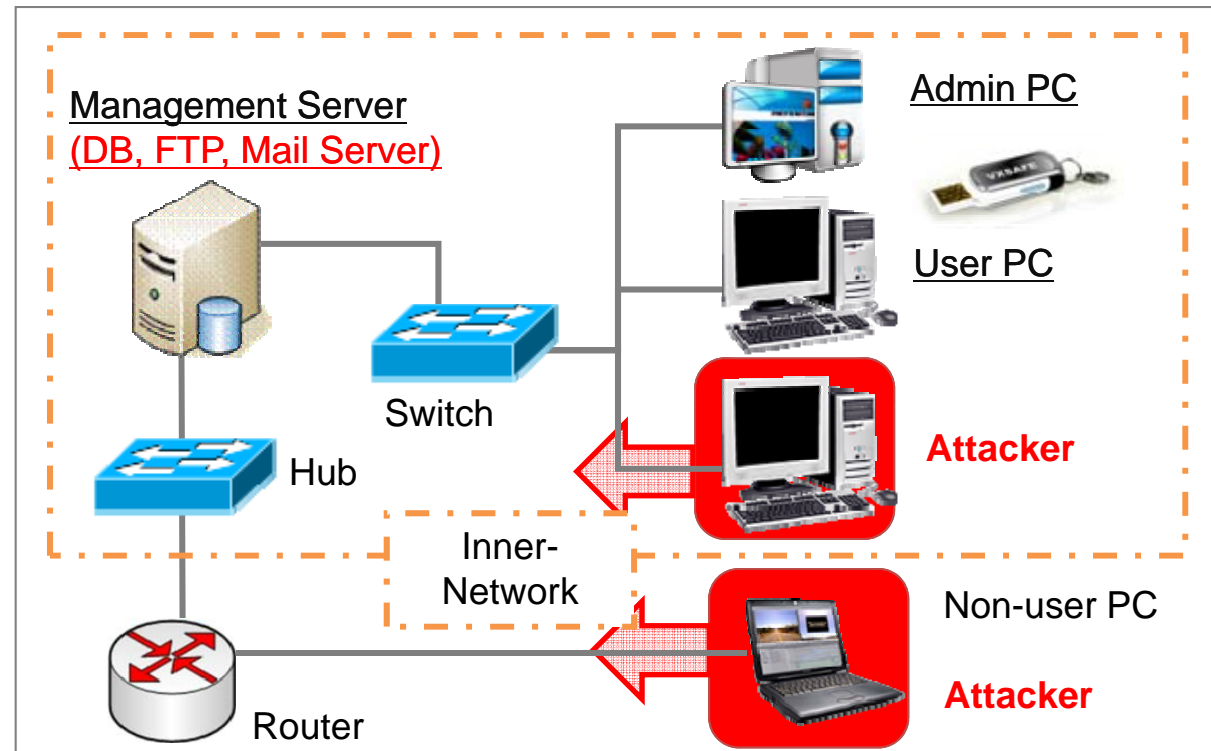 Management Server
(DB, FTP, Mail Server)
Admin PC
VXSAFE
User PC
Switch
Hub
Attacker
Inner-
Network
Non-user PC
Attacker
Router